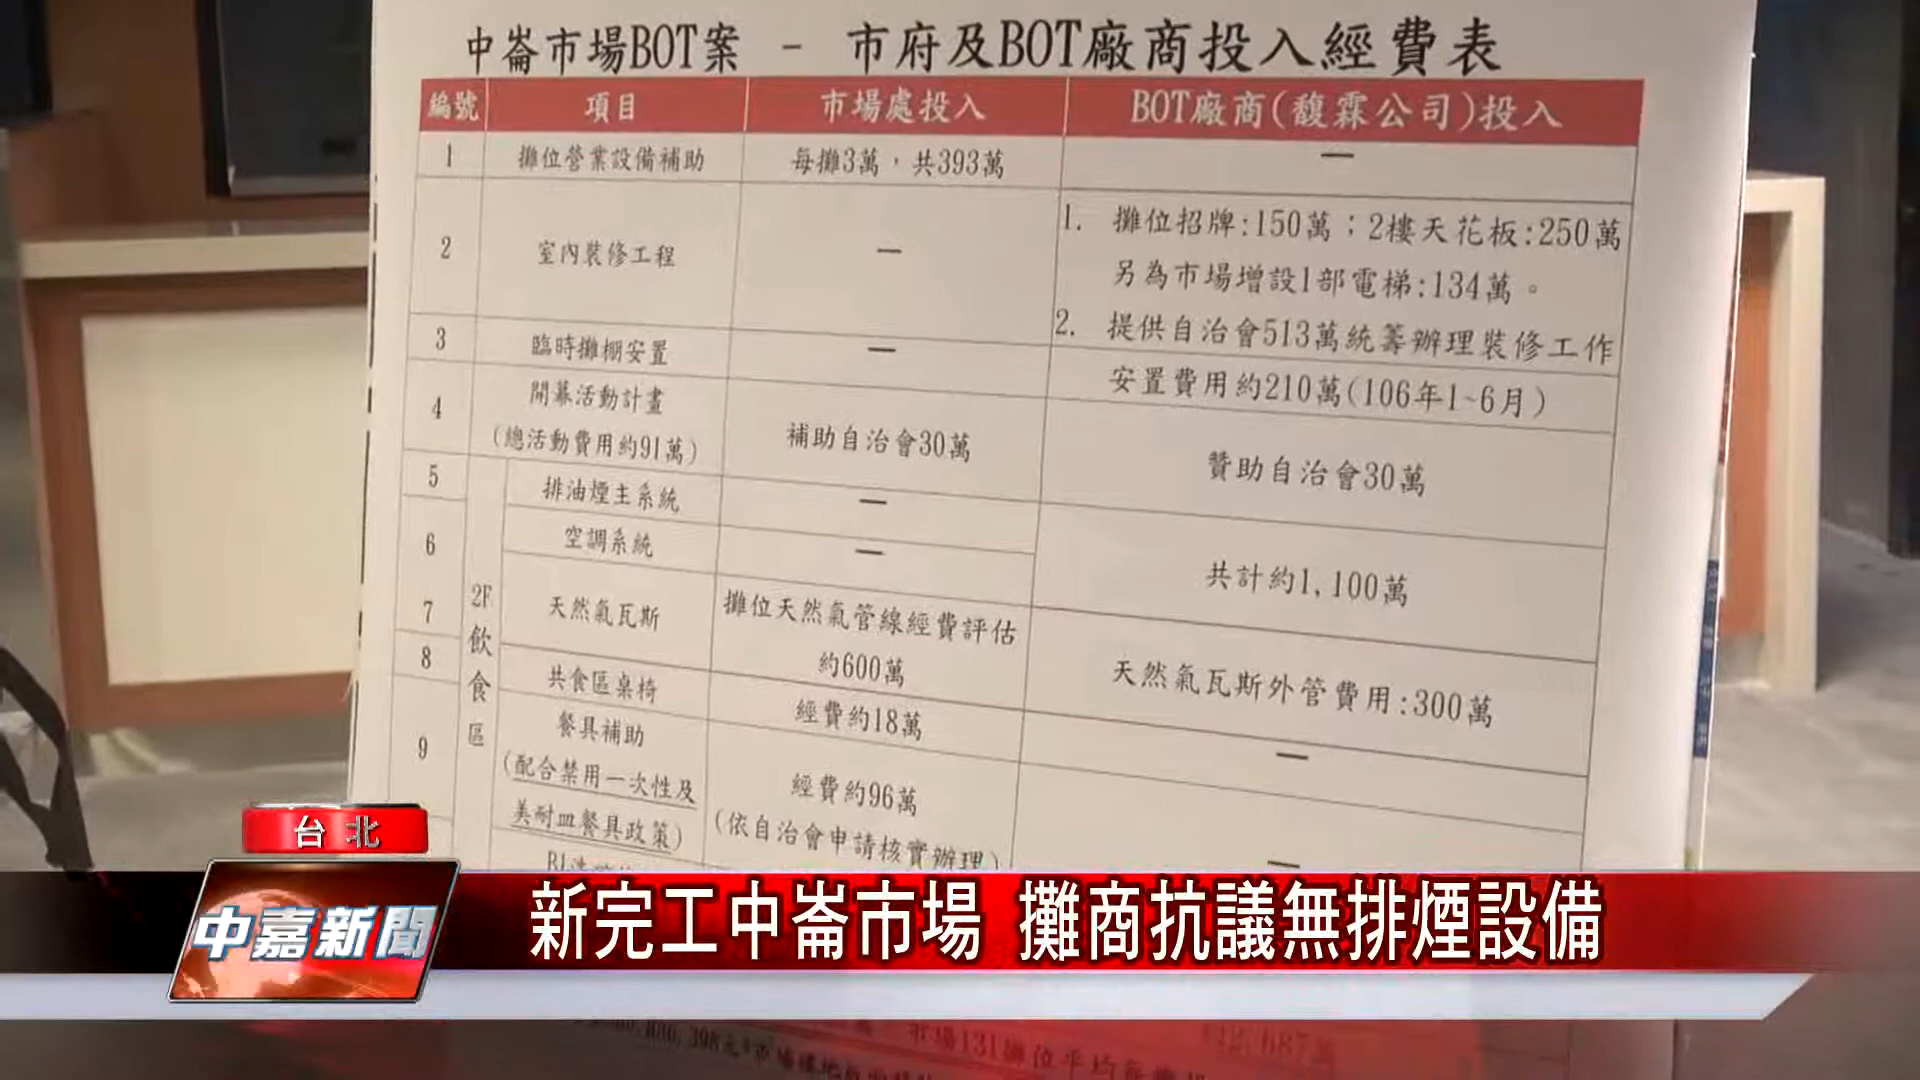 中崙市場BOT案 - 市府及BOT廠商投入經費表
編號 項目 市場處投入 BOT廠商(馥霖公司)投入
1 攤位營業設備補助 每攤3萬，共393萬 —
2 室內裝修工程 —
1. 攤位招牌:150萬；2樓天花板:250萬
另為市場增設1部電梯:134萬。
2. 提供自治會513萬統籌辦理裝修工作
3 臨時攤棚安置 — 安置費用約210萬(106年1~6月)
4 開幕活動計畫
(總活動費用約91萬)
補助自治會30萬 贊助自治會30萬
2F飲食區
5 排油煙主系統 —
6 空調系統 —
共計約1,100萬
7 天然氣瓦斯
攤位天然氣管線經費評估
約600萬
天然氣瓦斯外管費用:300萬
8 共食區桌椅 經費約18萬 —
9 餐具補助
(配合禁用一次性及
美耐皿餐具政策)
經費約96萬
(依自治會申請核實辦理)
—
台北
中嘉新聞
新完工中崙市場 攤商抗議無排煙設備